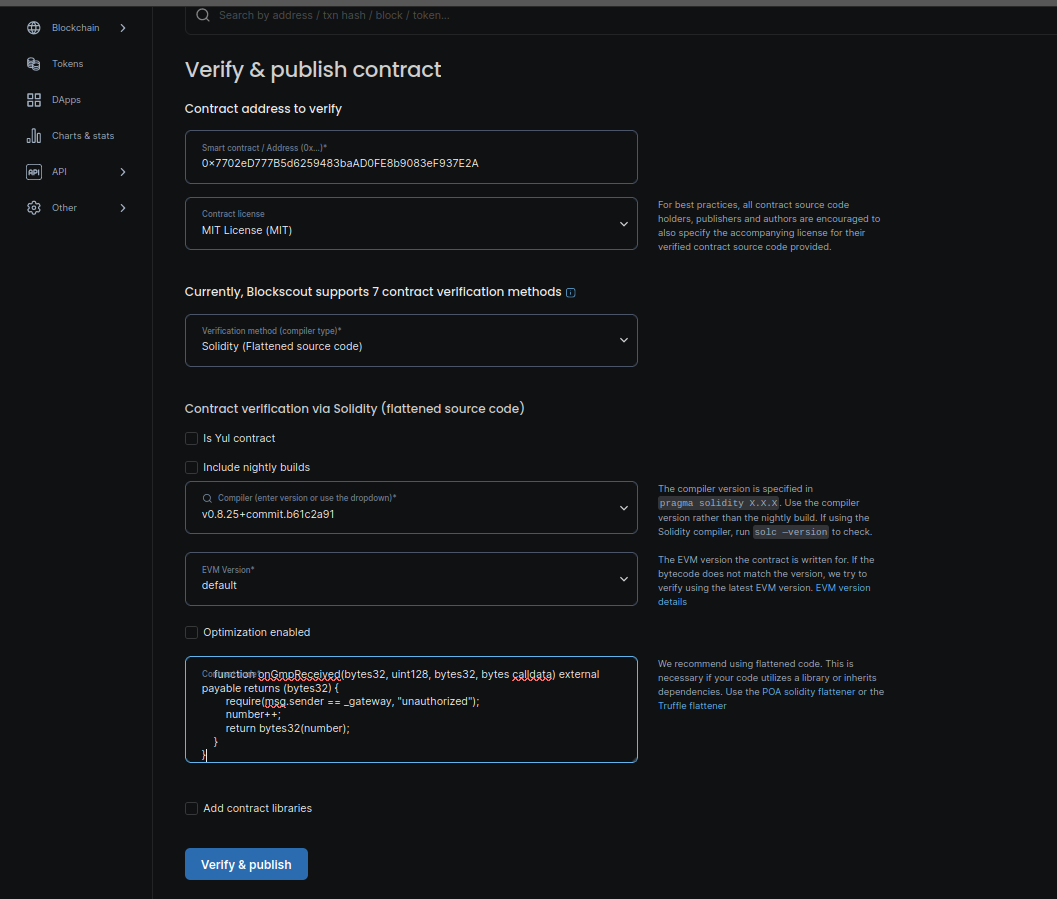 Search by address / txn hash / block / token...
Blockchain
Tokens
DApps
Charts & stats
API
API
Other
Verify & publish contract
Contract address to verify
Smart contract / Address (0x...)*
0x7702eD777B5d6259483baAD0FE8b9083eF937E2A
Contract license
MIT License (MIT)
For best practices, all contract source code
holders, publishers and authors are encouraged to
also specify the accompanying license for their
verified contract source code provided.
Currently, Blockscout supports 7 contract verification methods
Verification method (compiler type)*
Solidity (Flattened source code)
Contract verification via Solidity (flattened source code)
Is Yul contract
Include nightly builds
Compiler (enter version or use the dropdown)*
v0.8.25+commit.b61c2a91
The compiler version is specified in
pragma solidity X.X.X. Use the compiler
version rather than the nightly build. If using the
Solidity compiler, run solc —version to check.
EVM Version*
default
The EVM version the contract is written for. If the
bytecode does not match the version, we try to
verify using the latest EVM version. EVM version
details
Optimization enabled
function onGmpReceived(bytes32, uint128, bytes32, bytes calldata) external
payable returns (bytes32) {
require(msg.sender == _gateway, "unauthorized");
number++;
return bytes32(number);
}
}
We recommend using flattened code. This is
necessary if your code utilizes a library or inherits
dependencies. Use the POA solidity flattener or the
Truffle flattener
Add contract libraries
Verify & publish